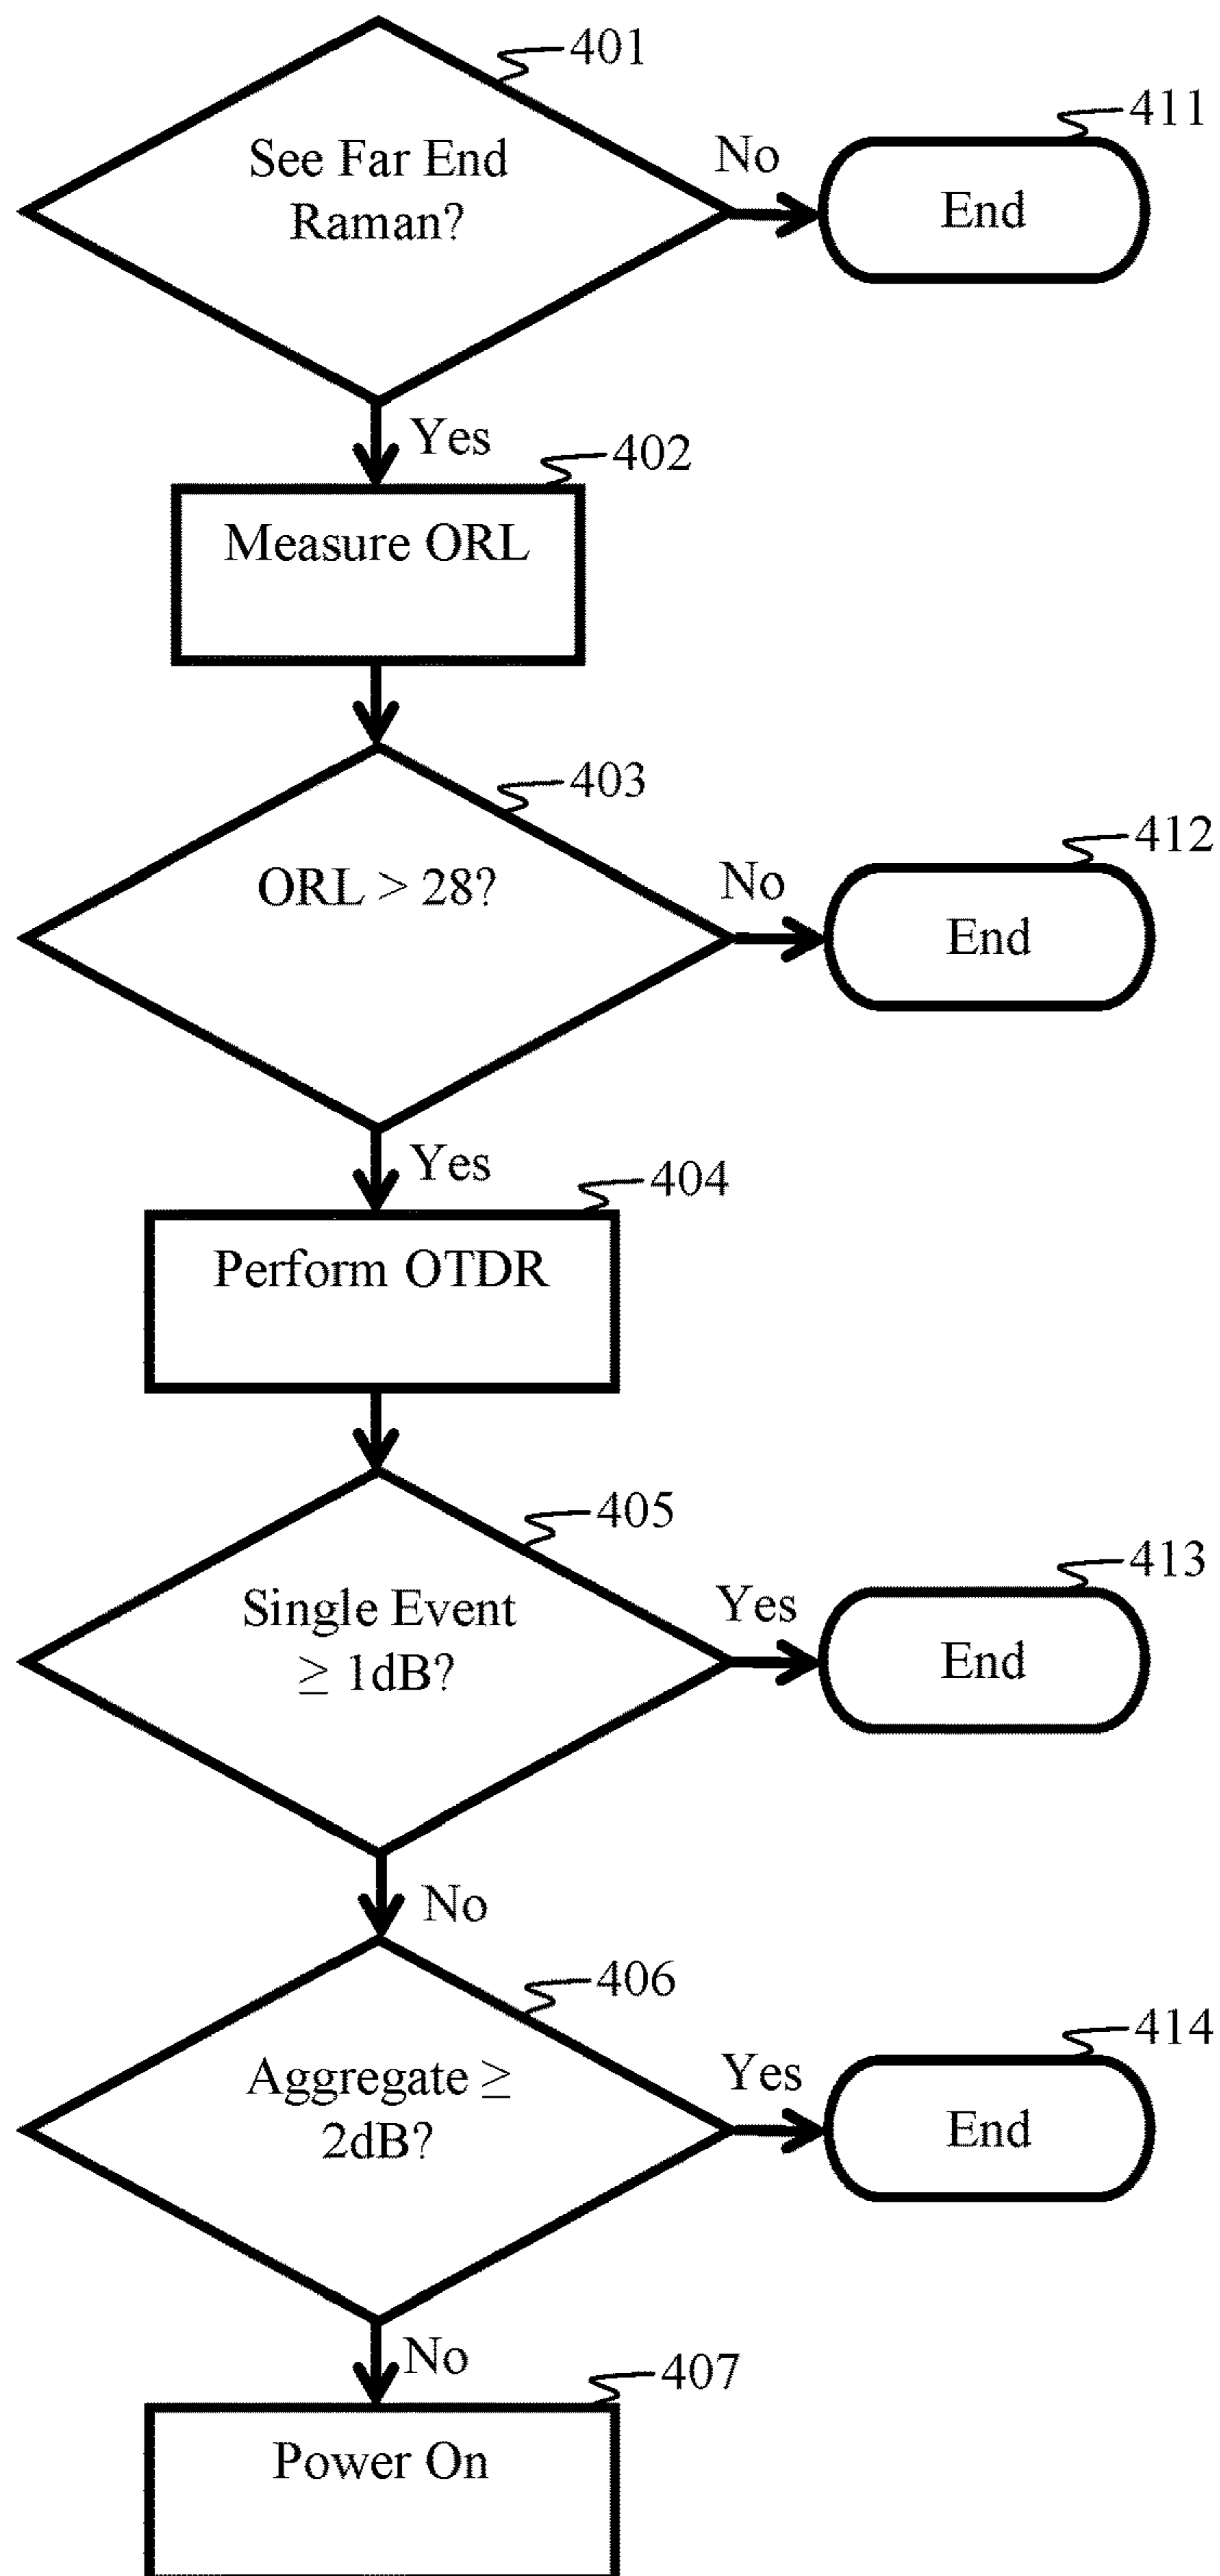 401
See Far End
Raman?
No
411
End
Yes
402
Measure ORL
403
ORL > 28?
No
412
End
Yes
404
Perform OTDR
405
Single Event
≥ 1dB?
Yes
413
End
No
406
Aggregate ≥
2dB?
Yes
414
End
No
407
Power On